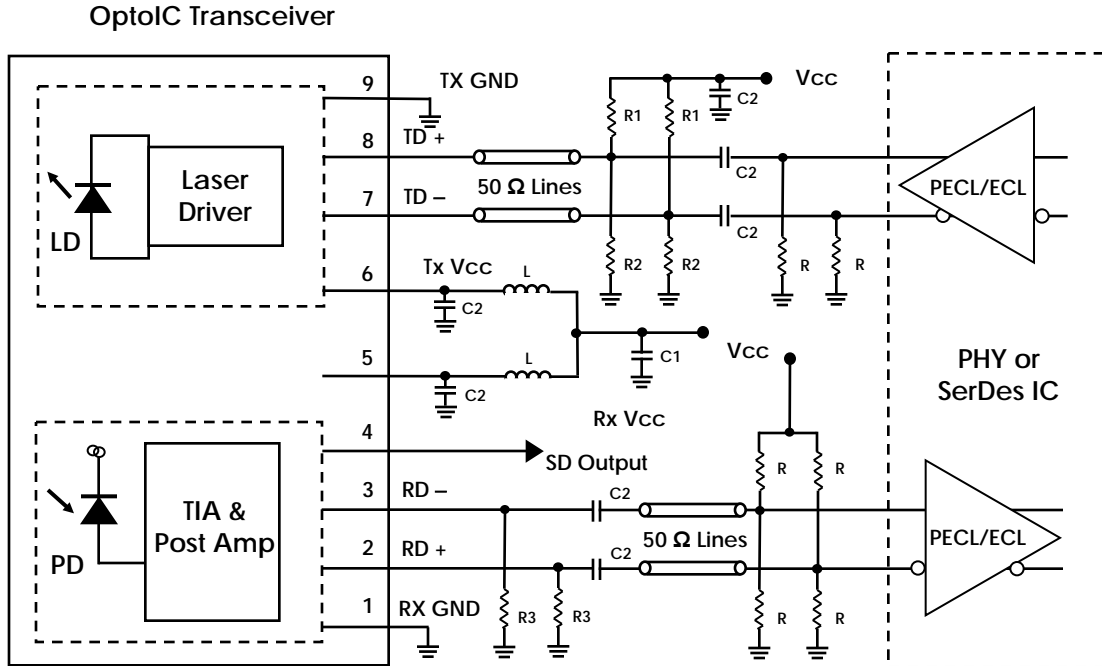 OptoIC Transceiver
9 TX GND
VCC
C2
R1 R1
8 TD +
C2
Laser
Driver
50 Ω Lines
PECL/ECL
7 TD –
C2
LD
R2 R2 R R
6 Tx VCC L
C2
C1 VCC
5 L
C2
PHY or
SerDes IC
Rx VCC
4
SD Output
R R
3 RD –
C2
TIA &
Post Amp
50 Ω Lines
PECL/ECL
2 RD +
C2
PD
1 RX GND
R3 R3 R R